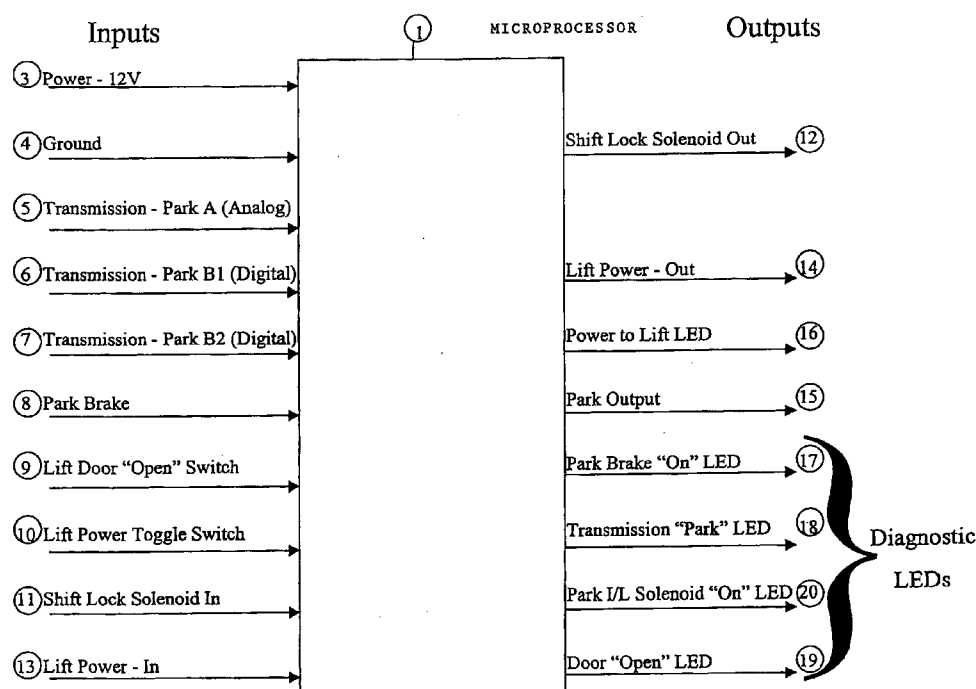 Inputs
1
MICROPROCESSOR
Outputs
3 Power - 12V
4 Ground
5 Transmission - Park A (Analog)
6 Transmission - Park B1 (Digital)
7 Transmission - Park B2 (Digital)
8 Park Brake
9 Lift Door “Open” Switch
10 Lift Power Toggle Switch
11 Shift Lock Solenoid In
13 Lift Power - In
Shift Lock Solenoid Out 12
Lift Power - Out 14
Power to Lift LED 16
Park Output 15
Park Brake “On” LED 17
Transmission “Park” LED 18
Park I/L Solenoid “On” LED 20
Door “Open” LED 19
Diagnostic
LEDs